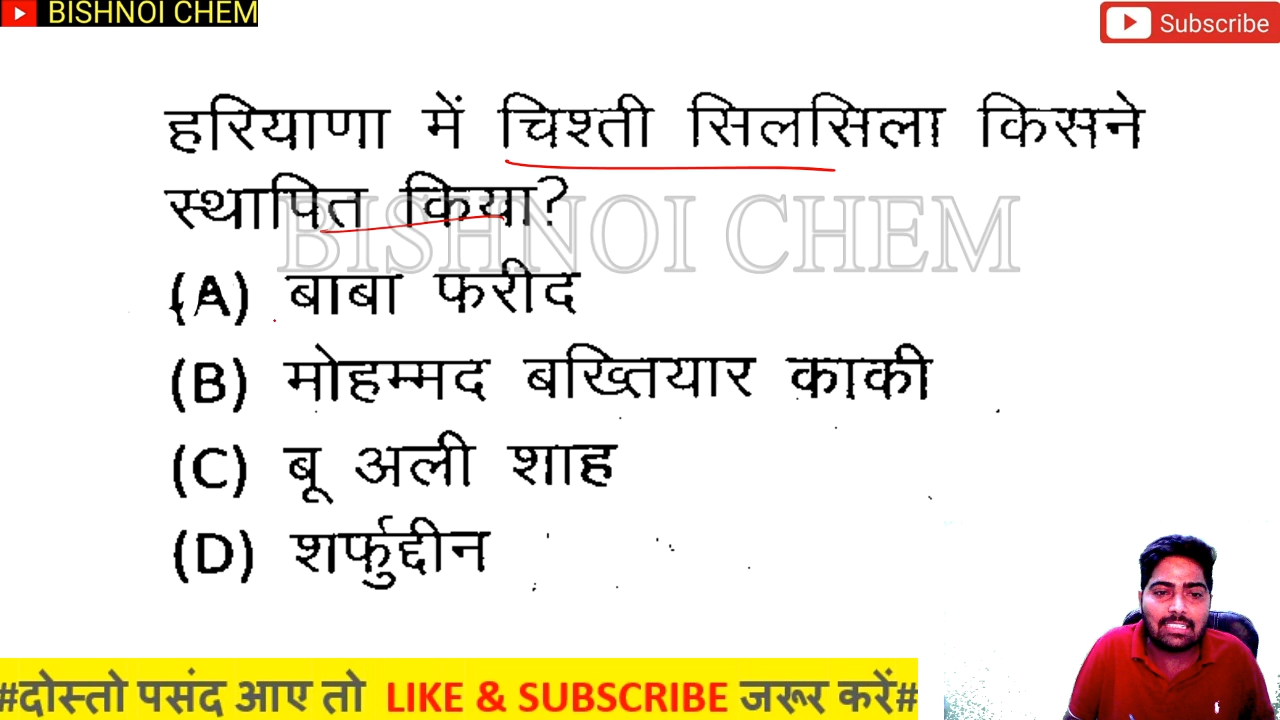 BISHNOI CHEM
Subscribe
हरियाणा में चिश्ती सिलसिला किसने
स्थापित किया?
BISHNOI CHEM
(A) बाबा फरीद
(B) मोहम्मद बख्तियार काकी
(C) बू अली शाह
(D) शर्फुद्दीन
#दोस्तो पसंद आए तो LIKE & SUBSCRIBE जरूर करें#